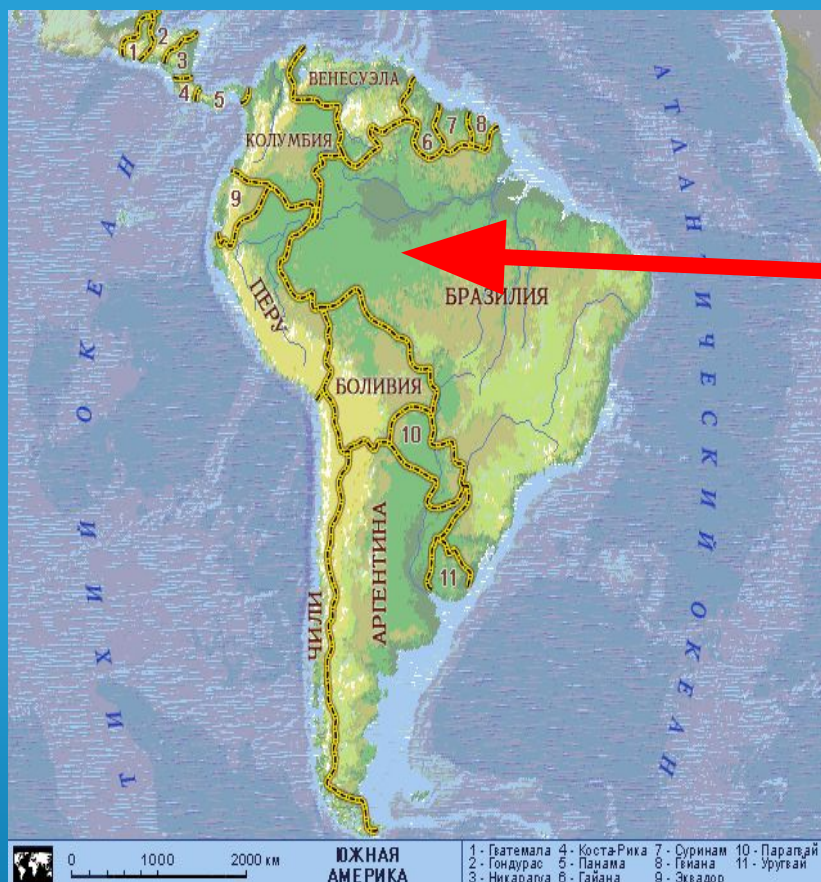 1
2
3
4
5
ВЕНЕСУЭЛА
КОЛУМБИЯ
6
7
8
9
ПЕРУ
БРАЗИЛИЯ
БОЛИВИЯ
10
ЧИЛИ
АРГЕНТИНА
11
ТИХИЙ ОКЕАН
АТЛАНТИЧЕСКИЙ ОКЕАН
0 1000 2000 км
ЮЖНАЯ
АМЕРИКА
1 - Гватемала 4 - Коста-Рика 7 - Суринам 10 - Парагвай
2 - Гондурас 5 - Панама 8 - Гвиана 11 - Уругвай
3 - Никарагуа 6 - Гайана 9 - Эквадор